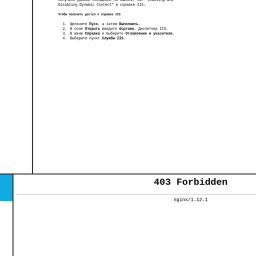 Disabling Dynamic Content" в справке IIS.
Чтобы получить доступ к справке IIS
1. Щелкните Пуск, а затем Выполнить.
2. В поле Открыть введите inetmgr. Диспетчер IIS.
3. В меню Справка и выберите Оглавление и указатели.
4. Выберите пункт Служба IIS.
403 Forbidden
nginx/1.12.1